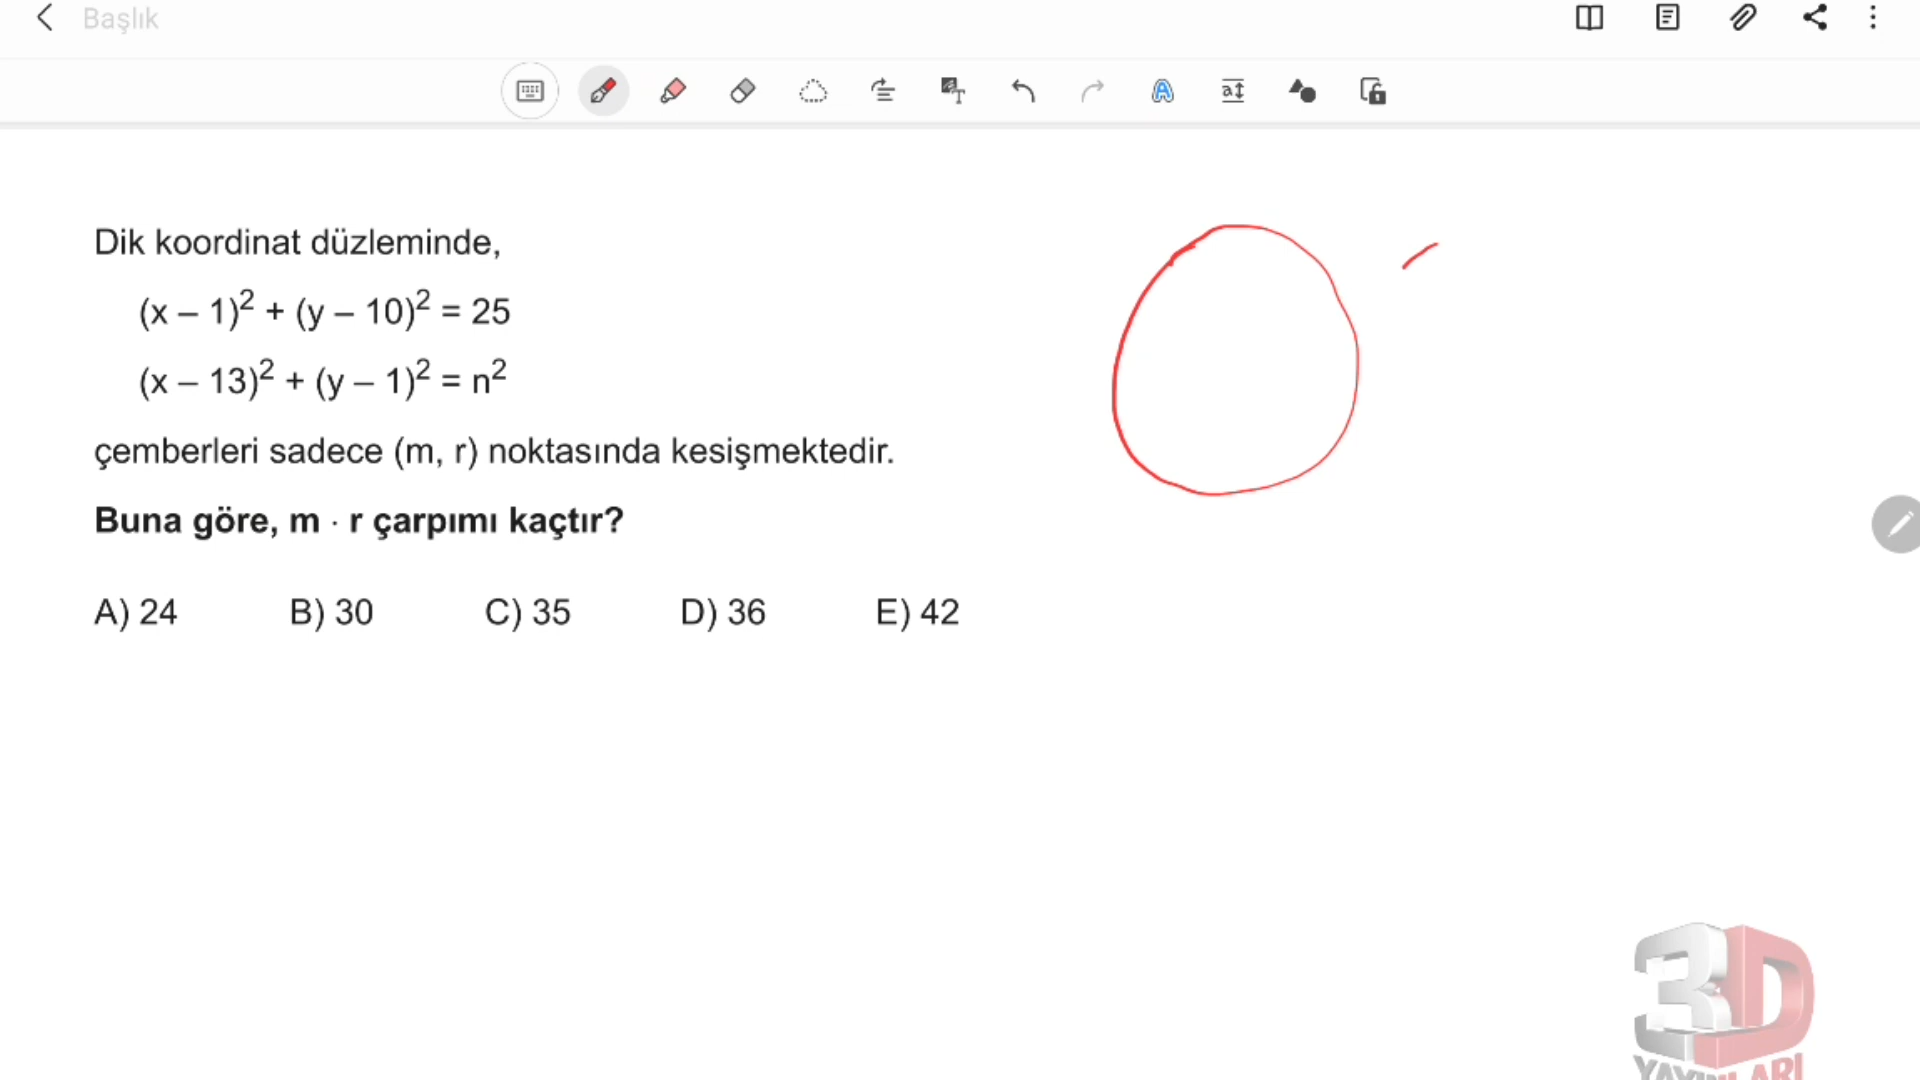 Başlık
Dik koordinat düzleminde,
(x – 1)² + (y – 10)² = 25
(x – 13)² + (y – 1)² = n²
çemberleri sadece (m, r) noktasında kesişmektedir.
Buna göre, m · r çarpımı kaçtır?
A) 24 B) 30 C) 35 D) 36 E) 42
3D
YAYINLARI